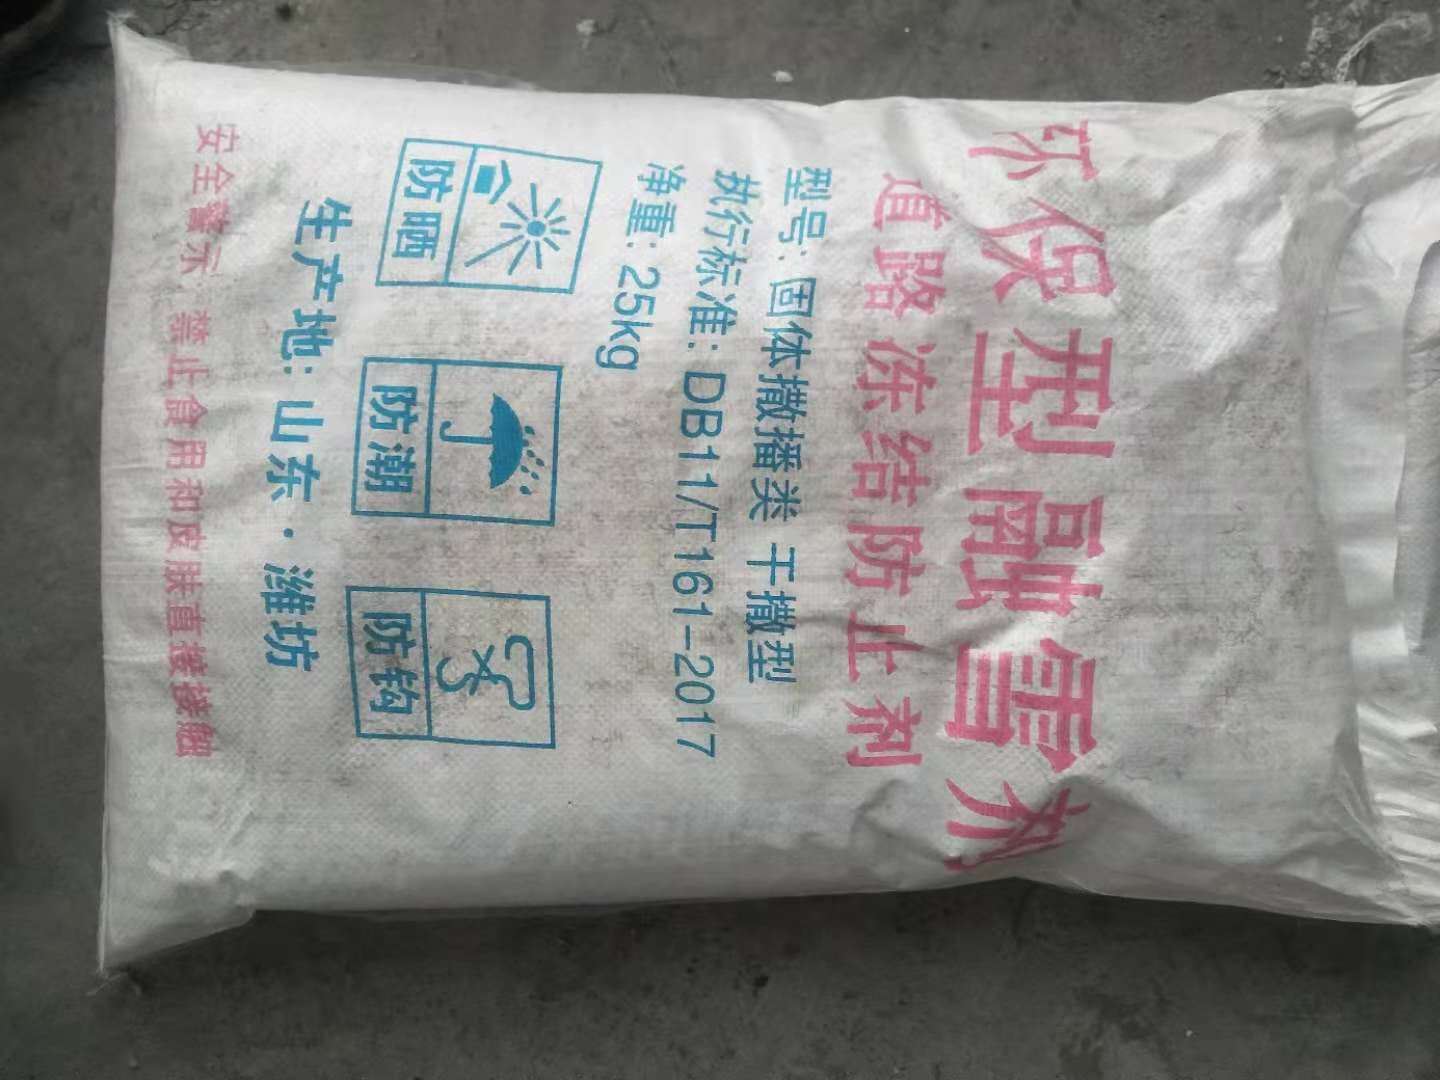 环保型融雪剂
道路冻结防止剂
型号: 固体撒播类 干撒型
执行标准: DB11/T161-2017
净重: 25kg
防晒 防潮 防钩
生产地: 山东·潍坊
安全警示: 禁止食用和皮肤直接接触